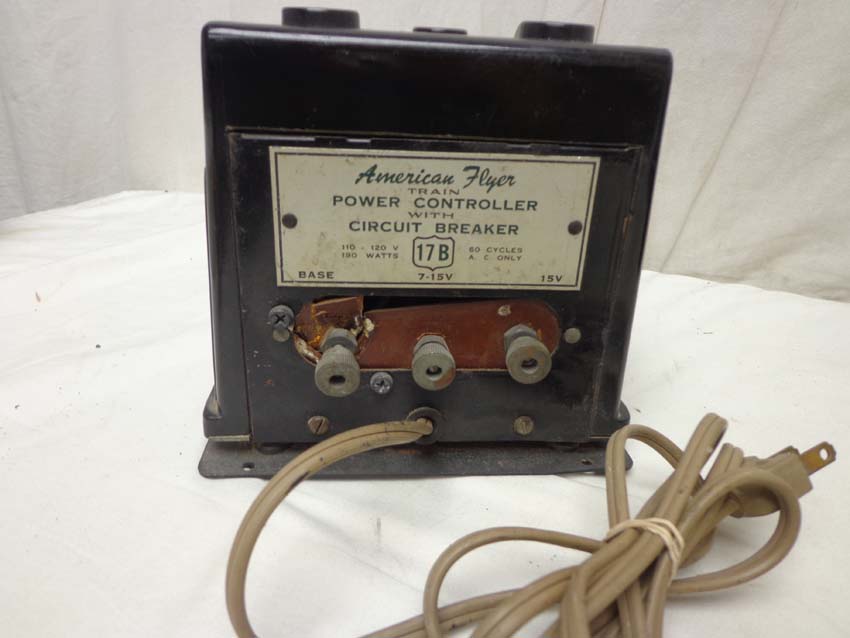 American Flyer
TRAIN
POWER CONTROLLER
WITH
CIRCUIT BREAKER
110 - 120 V 17B 60 CYCLES
190 WATTS A. C. ONLY
BASE 7-15V 15V